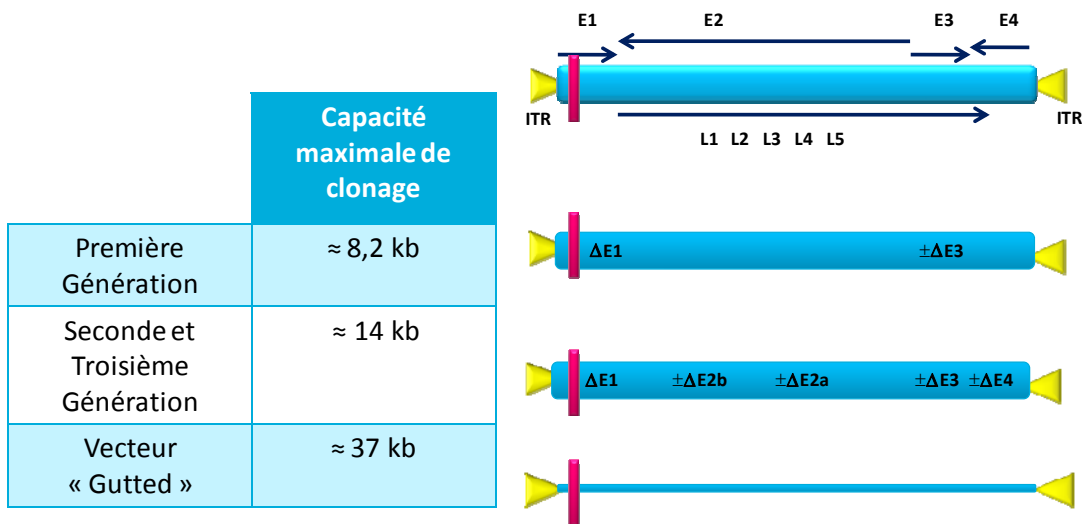 E1 E2 E3 E4
ITR ITR
L1 L2 L3 L4 L5
Capacité
maximale de
clonage
Première
Génération
≈ 8,2 kb
ΔE1 ±ΔE3
Seconde et
Troisième
Génération
≈ 14 kb
ΔE1 ±ΔE2b ±ΔE2a ±ΔE3 ±ΔE4
Vecteur
« Gutted »
≈ 37 kb